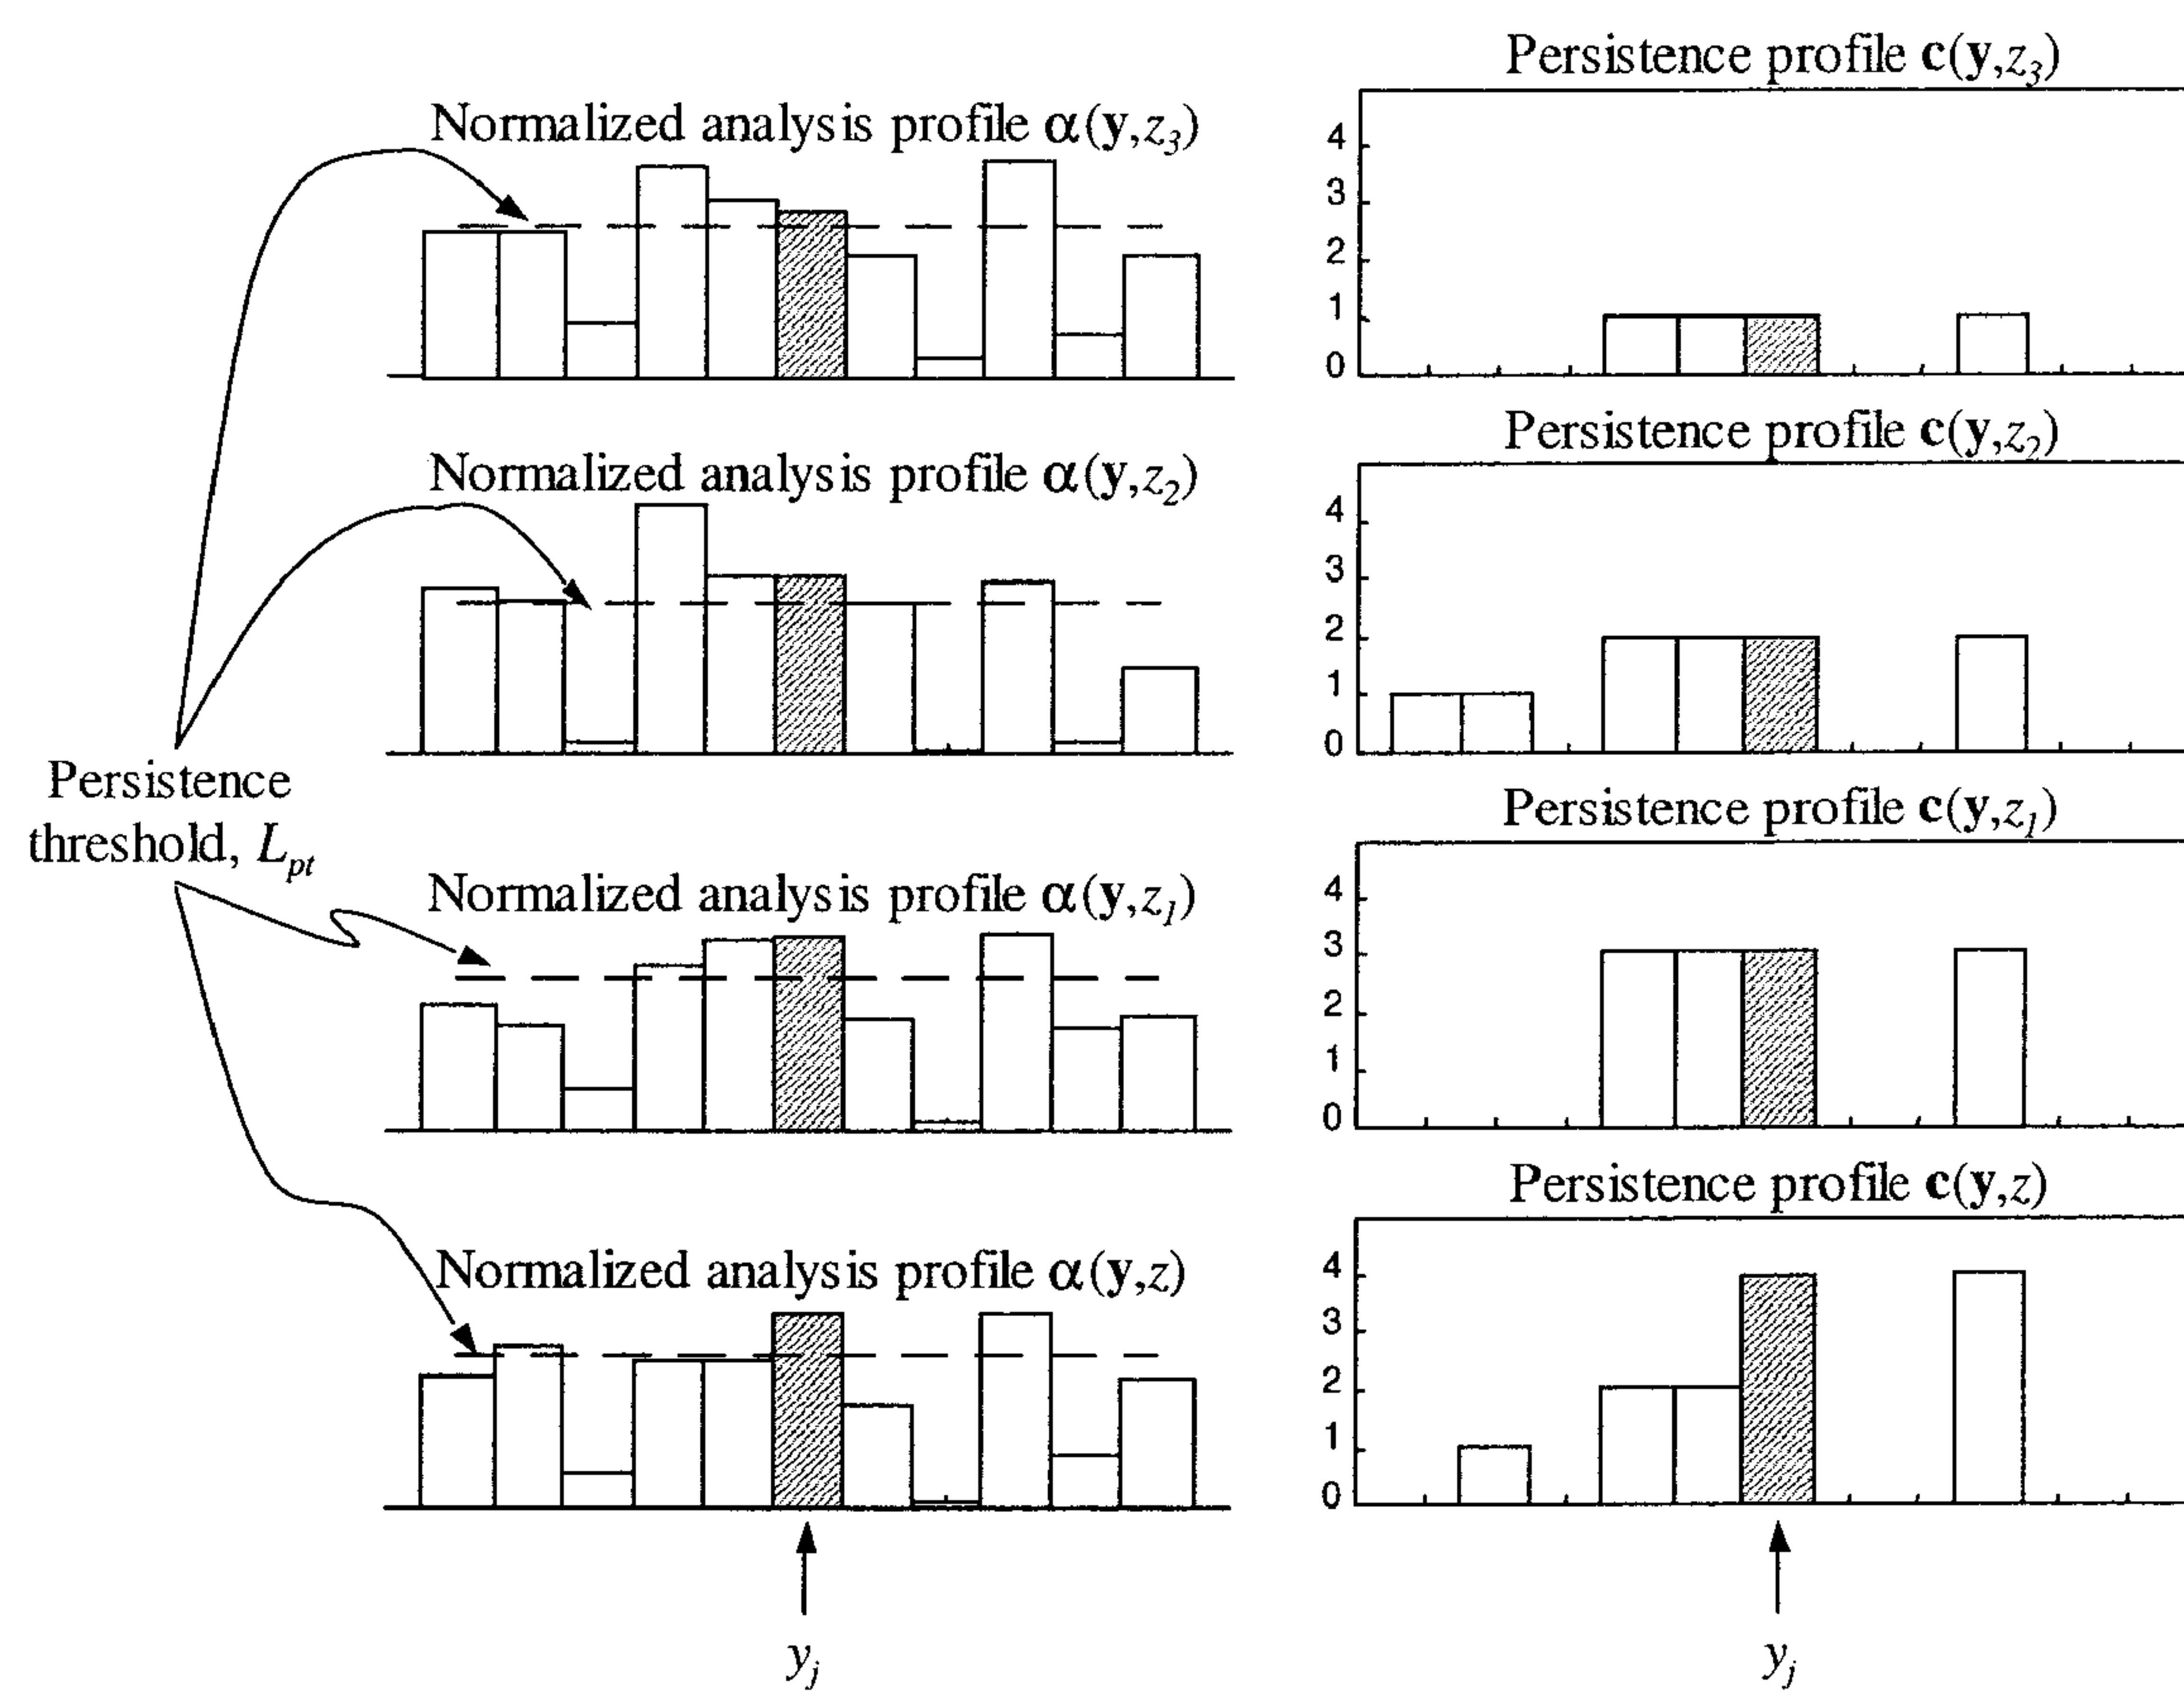 Normalized analysis profile α(y,z₃)
Normalized analysis profile α(y,z₂)
Persistence
threshold, Lₚₜ
Normalized analysis profile α(y,z₁)
Normalized analysis profile α(y,z)
yⱼ
Persistence profile c(y,z₃)
4
3
2
1
0
Persistence profile c(y,z₂)
4
3
2
1
0
Persistence profile c(y,z₁)
4
3
2
1
0
Persistence profile c(y,z)
4
3
2
1
0
yⱼ